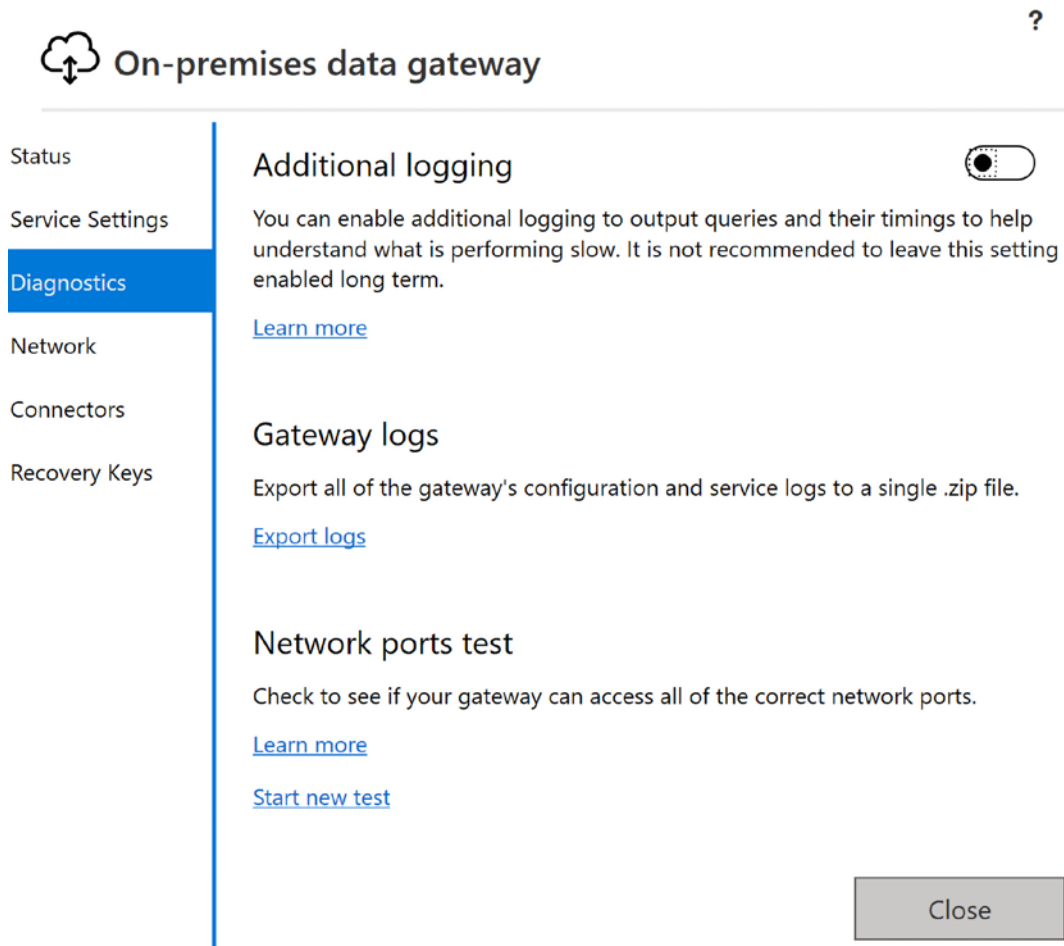 ?
On-premises data gateway
Status
Service Settings
Diagnostics
Network
Connectors
Recovery Keys
Additional logging
You can enable additional logging to output queries and their timings to help
understand what is performing slow. It is not recommended to leave this setting
enabled long term.
Learn more
Gateway logs
Export all of the gateway's configuration and service logs to a single .zip file.
Export logs
Network ports test
Check to see if your gateway can access all of the correct network ports.
Learn more
Start new test
Close